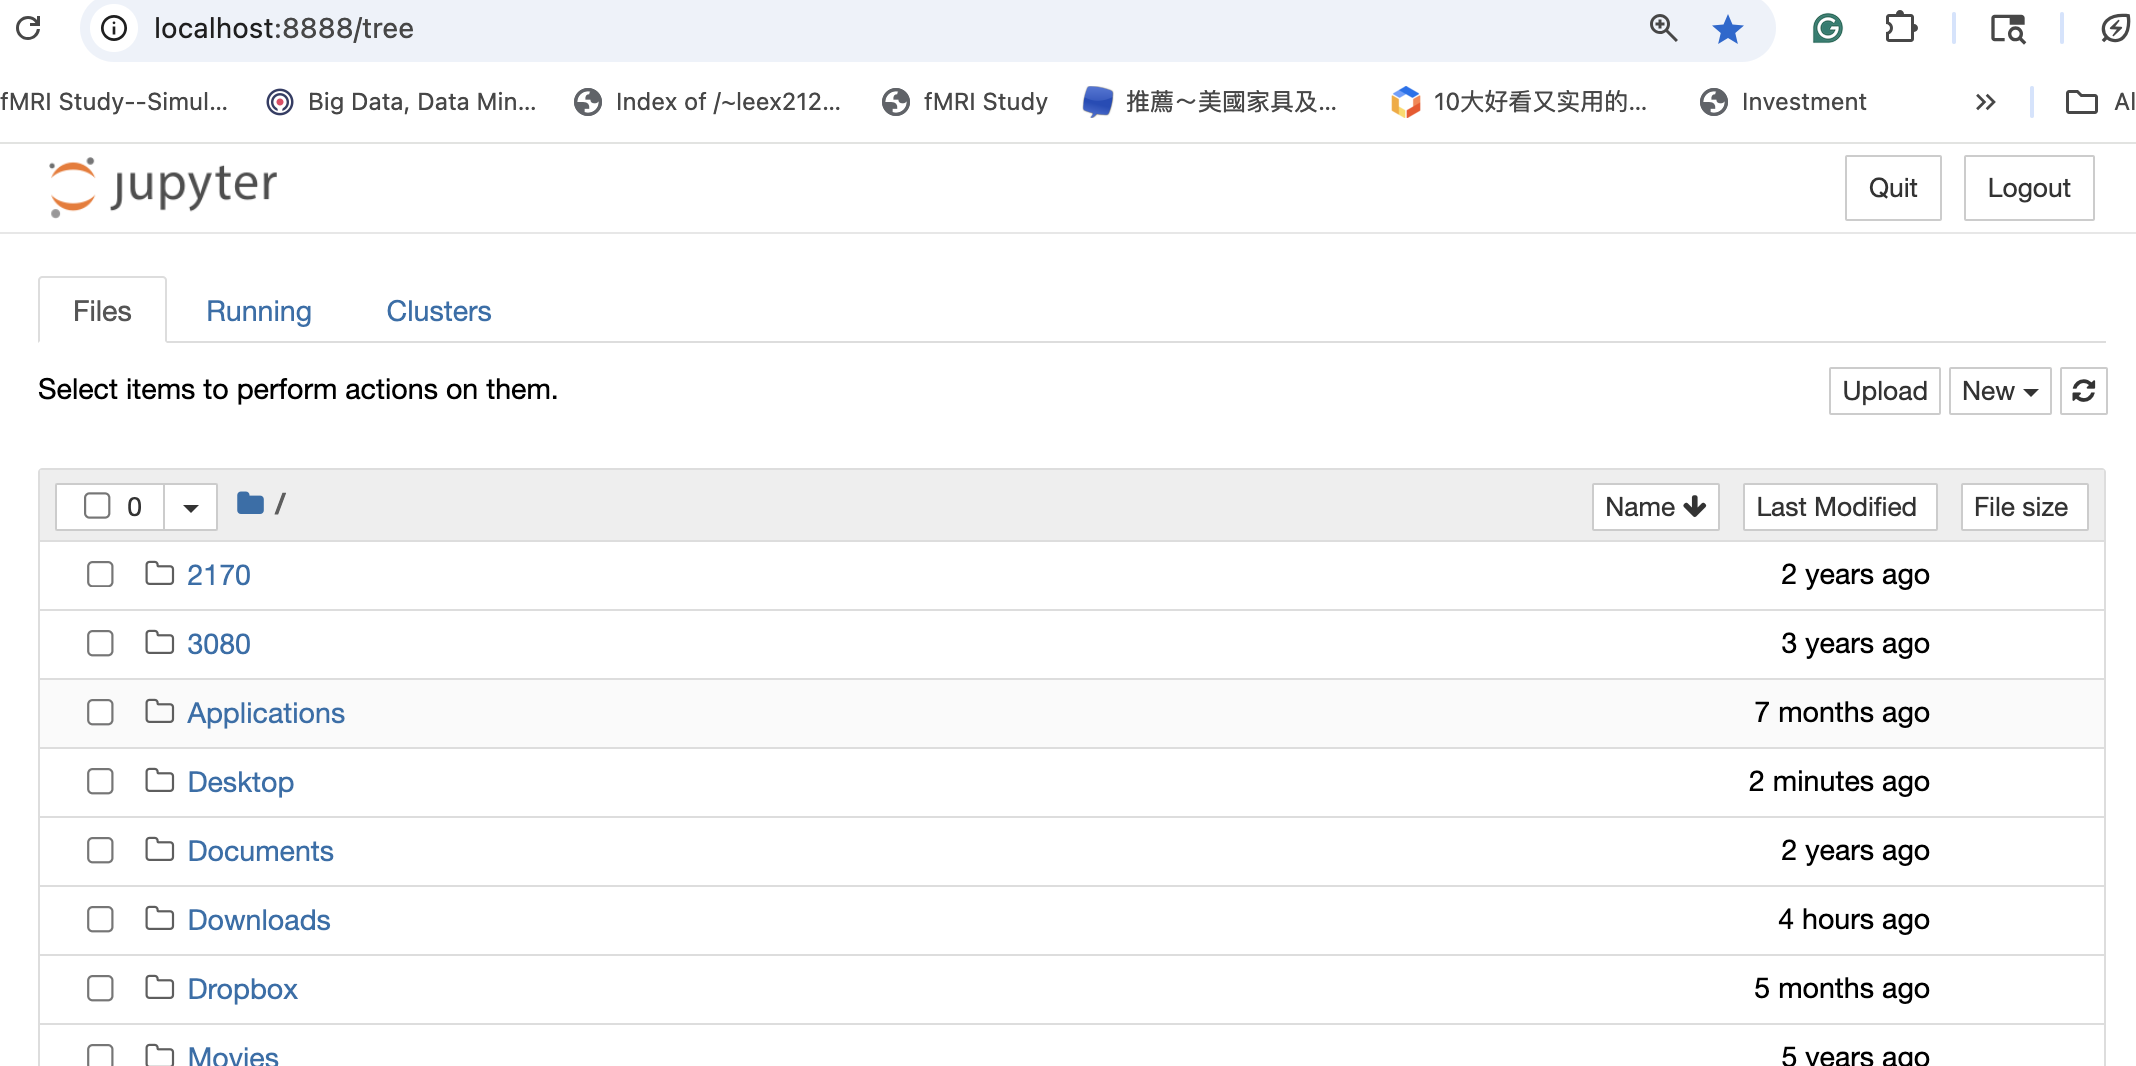 localhost:8888/tree
fMRI Study--Simul... Big Data, Data Min... Index of /~leex212... fMRI Study 推薦～美國家具及... 10大好看又实用的... Investment Al
jupyter Quit Logout
Files Running Clusters
Select items to perform actions on them. Upload New
0 / Name Last Modified File size
2170 2 years ago
3080 3 years ago
Applications 7 months ago
Desktop 2 minutes ago
Documents 2 years ago
Downloads 4 hours ago
Dropbox 5 months ago
Movies 5 years ago